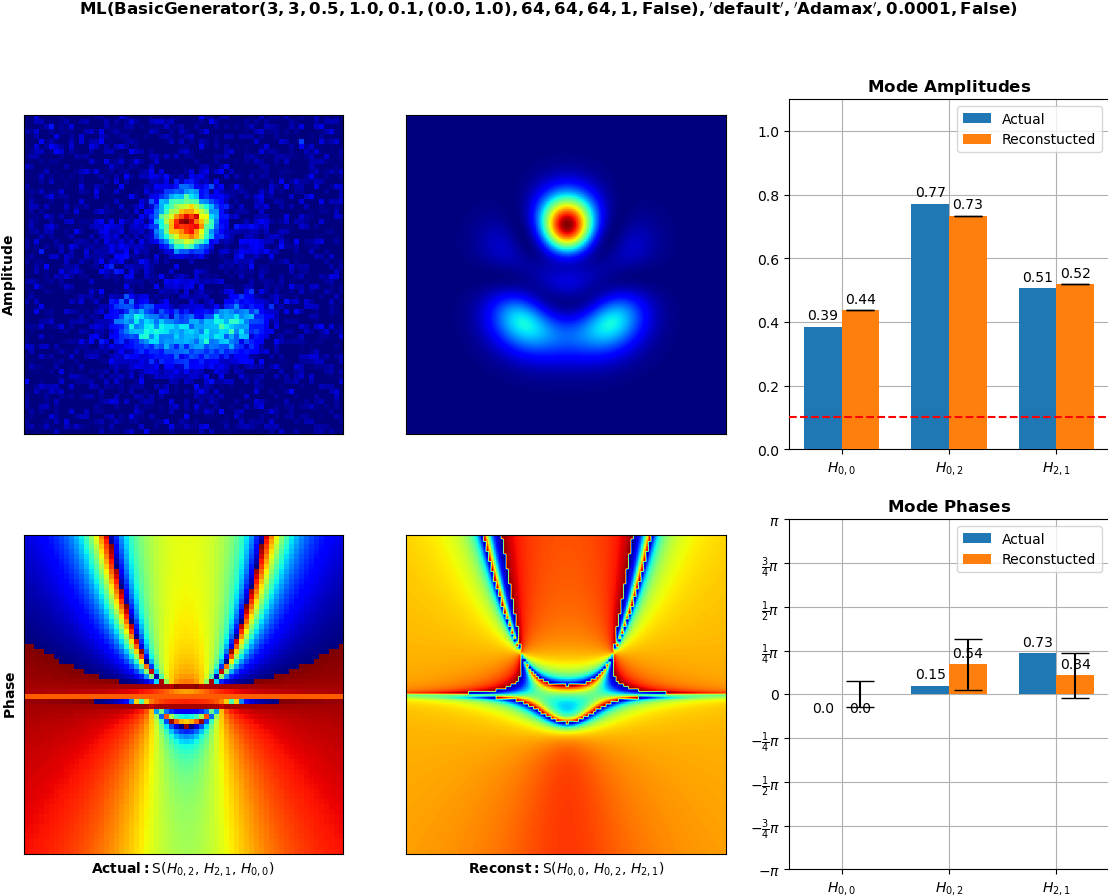 ML(BasicGenerator(3, 3, 0.5, 1.0, 0.1, (0.0, 1.0), 64, 64, 64, 1, False), ′default′, ′Adamax′, 0.0001, False)
Amplitude
Mode Amplitudes
Actual
Reconstucted
1.0
0.8
0.6
0.4
0.2
0.0
0.39
0.44
0.77
0.73
0.51
0.52
H0,0
H0,2
H2,1
Phase
Actual: S(H0,2, H2,1, H0,0)
Reconst: S(H0,0, H0,2, H2,1)
Mode Phases
Actual
Reconstucted
π
3/4π
1/2π
1/4π
0
−1/4π
−1/2π
−3/4π
−π
0.0
0.0
0.15
0.54
0.73
0.34
H0,0
H0,2
H2,1